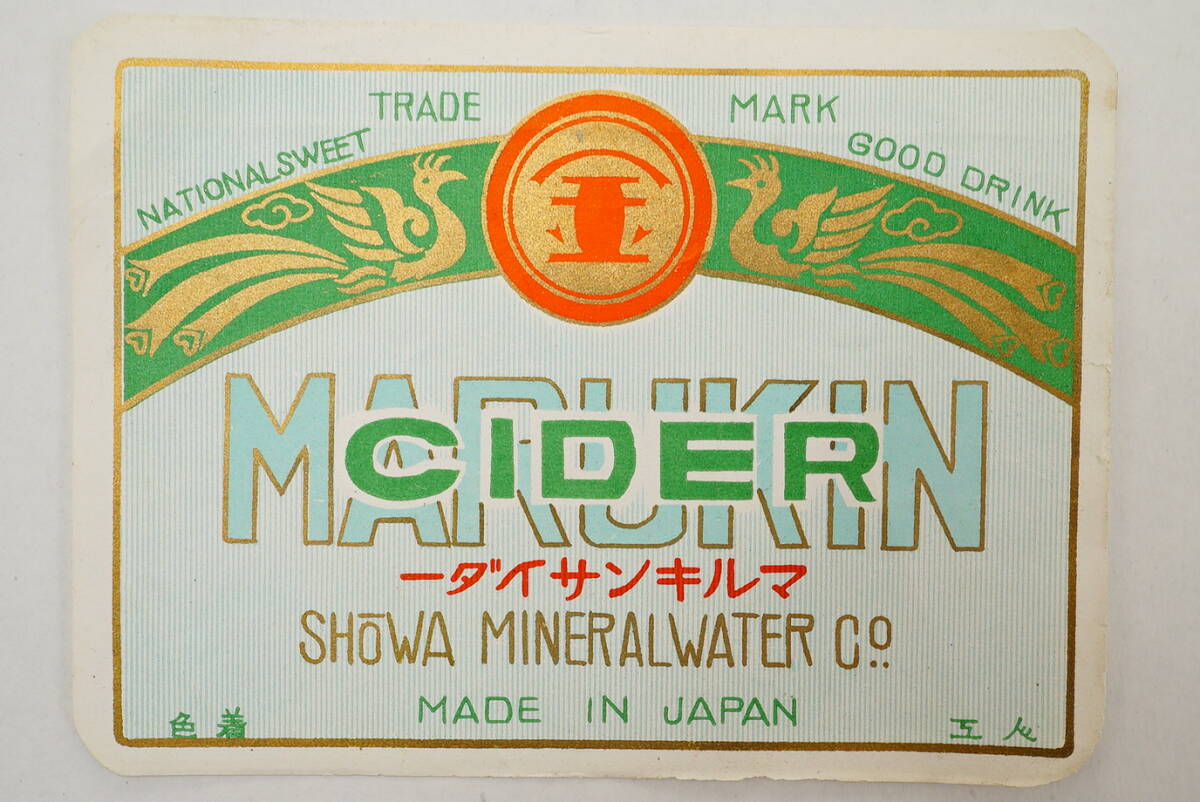 TRADE MARK
NATIONALSWEET
GOOD DRINK
MARUKIN
CIDER
マルキンサイダー
SHōWA MINERALWATER Co.
MADE IN JAPAN
着色
人工